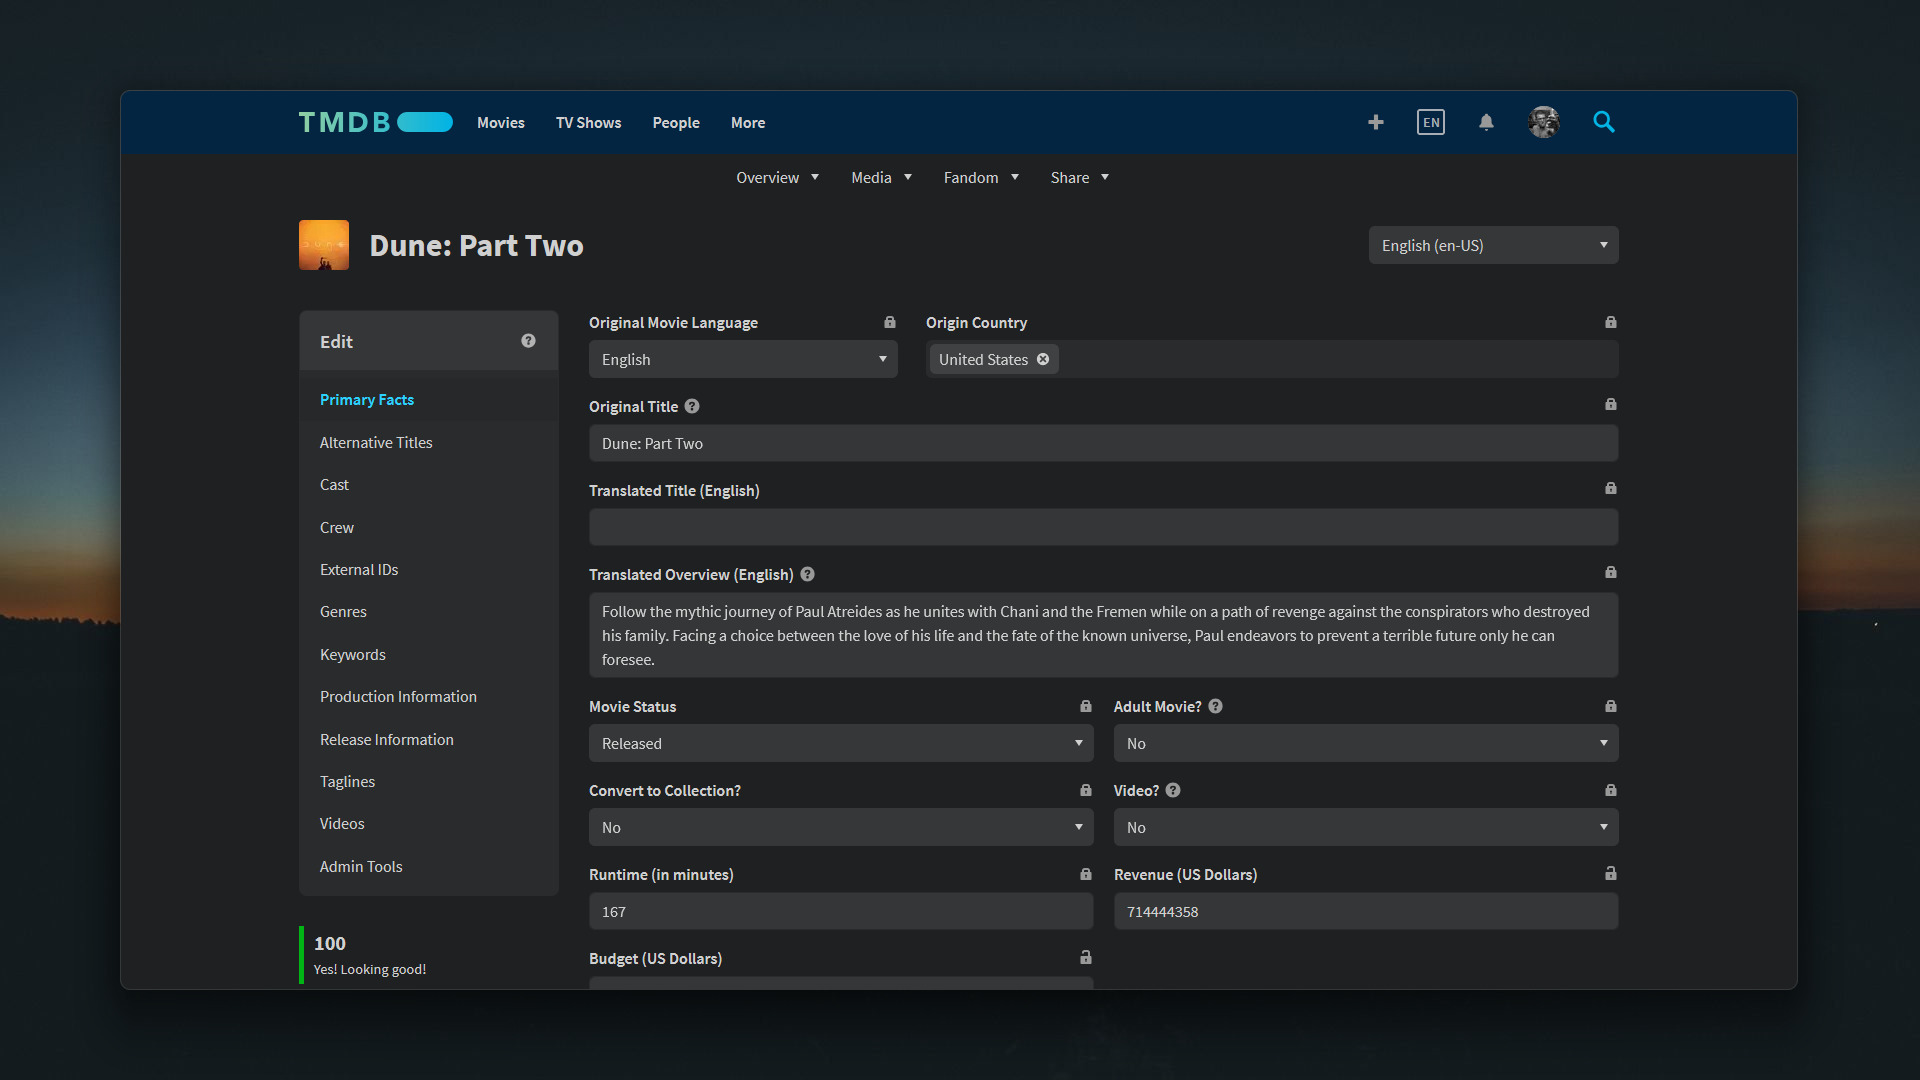 TMDB
Movies
TV Shows
People
More
EN
Overview
Media
Fandom
Share
Dune: Part Two
English (en-US)
Edit
Primary Facts
Alternative Titles
Cast
Crew
External IDs
Genres
Keywords
Production Information
Release Information
Taglines
Videos
Admin Tools
100
Yes! Looking good!
Original Movie Language
English
Origin Country
United States
Original Title
Dune: Part Two
Translated Title (English)
Translated Overview (English)
Follow the mythic journey of Paul Atreides as he unites with Chani and the Fremen while on a path of revenge against the conspirators who destroyed
his family. Facing a choice between the love of his life and the fate of the known universe, Paul endeavors to prevent a terrible future only he can
foresee.
Movie Status
Released
Adult Movie?
No
Convert to Collection?
No
Video?
No
Runtime (in minutes)
167
Revenue (US Dollars)
714444358
Budget (US Dollars)